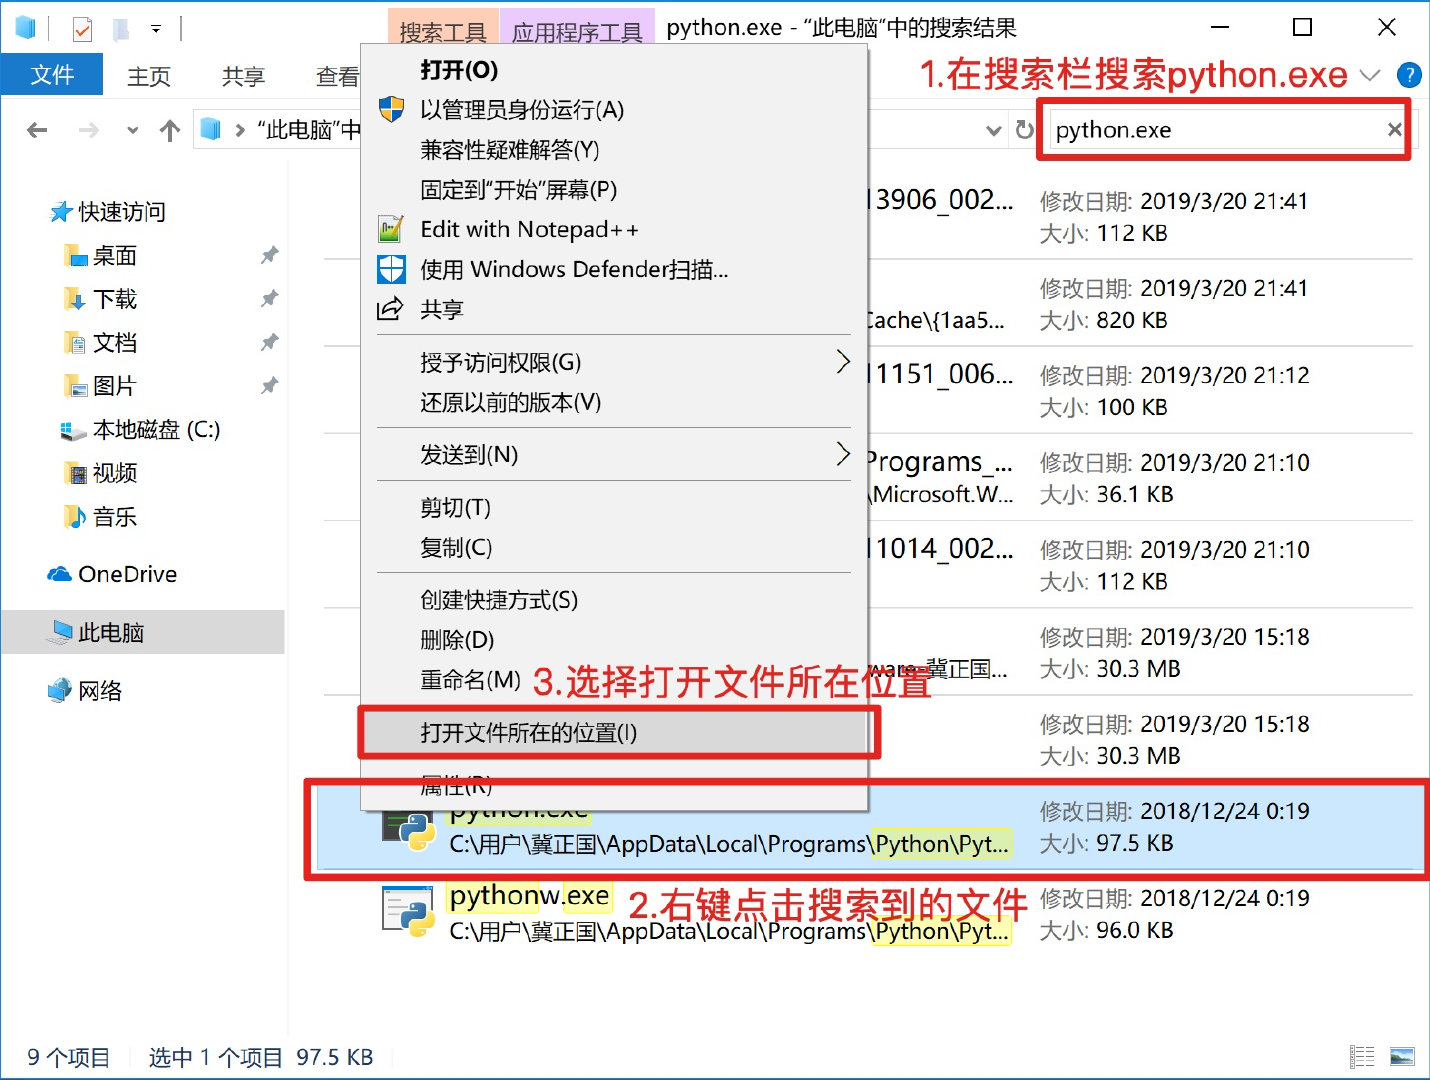 搜索工具
应用程序工具
python.exe - “此电脑”中的搜索结果
文件
主页
共享
查看
1.在搜索栏搜索python.exe
“此电脑”中
python.exe
快速访问
桌面
下载
文档
图片
本地磁盘 (C:)
视频
音乐
OneDrive
此电脑
网络
打开(O)
以管理员身份运行(A)
兼容性疑难解答(Y)
固定到“开始”屏幕(P)
Edit with Notepad++
使用 Windows Defender扫描...
共享
授予访问权限(G)
还原以前的版本(V)
发送到(N)
剪切(T)
复制(C)
创建快捷方式(S)
删除(D)
重命名(M)
3.选择打开文件所在位置
打开文件所在的位置(I)
属性(R)
13906_002...
修改日期: 2019/3/20 21:41
大小: 112 KB
修改日期: 2019/3/20 21:41
Cache\{1aa5...
大小: 820 KB
11151_006...
修改日期: 2019/3/20 21:12
大小: 100 KB
Programs_...
修改日期: 2019/3/20 21:10
\Microsoft.W...
大小: 36.1 KB
11014_002...
修改日期: 2019/3/20 21:10
大小: 112 KB
修改日期: 2019/3/20 15:18
ware-冀正国...
大小: 30.3 MB
修改日期: 2019/3/20 15:18
大小: 30.3 MB
python.exe
修改日期: 2018/12/24 0:19
C:\用户\冀正国\AppData\Local\Programs\Python\Pyt...
大小: 97.5 KB
pythonw.exe
2.右键点击搜索到的文件
修改日期: 2018/12/24 0:19
C:\用户\冀正国\AppData\Local\Programs\Python\Pyt...
大小: 96.0 KB
9 个项目
选中 1 个项目 97.5 KB